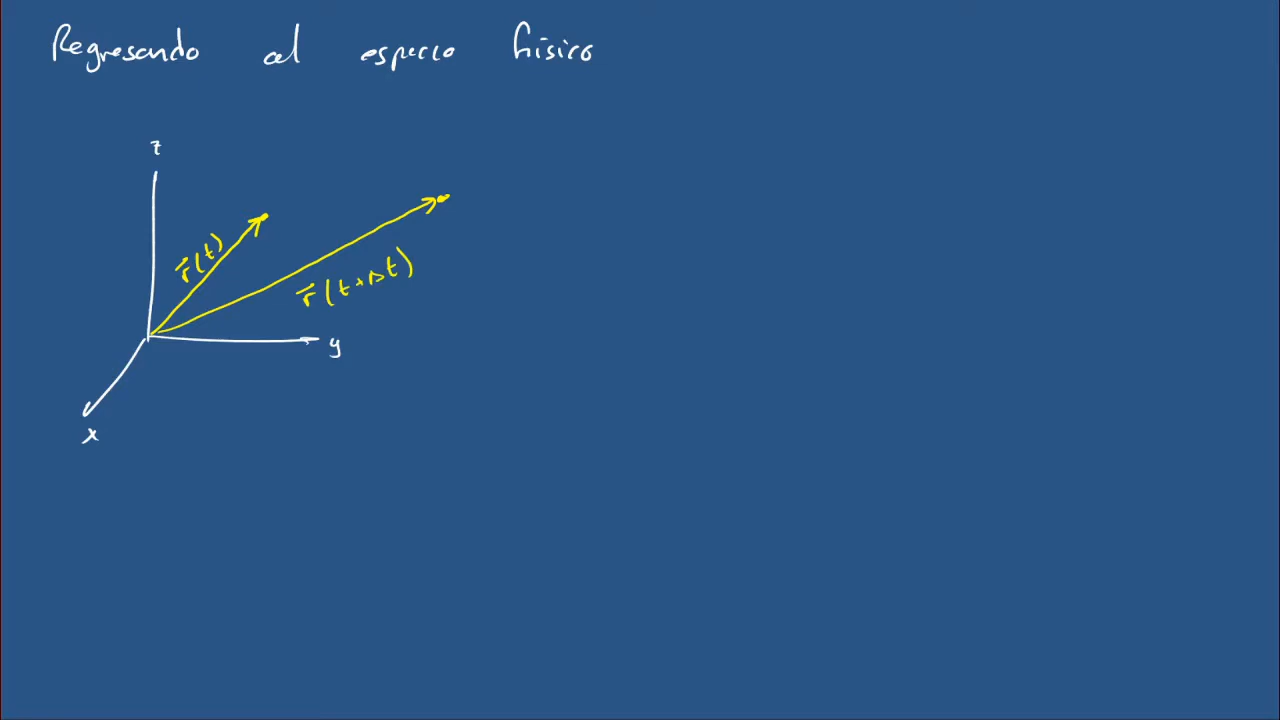 Regresando al espacio físico
z
r⃗(t)
r⃗(t+Δt)
y
x